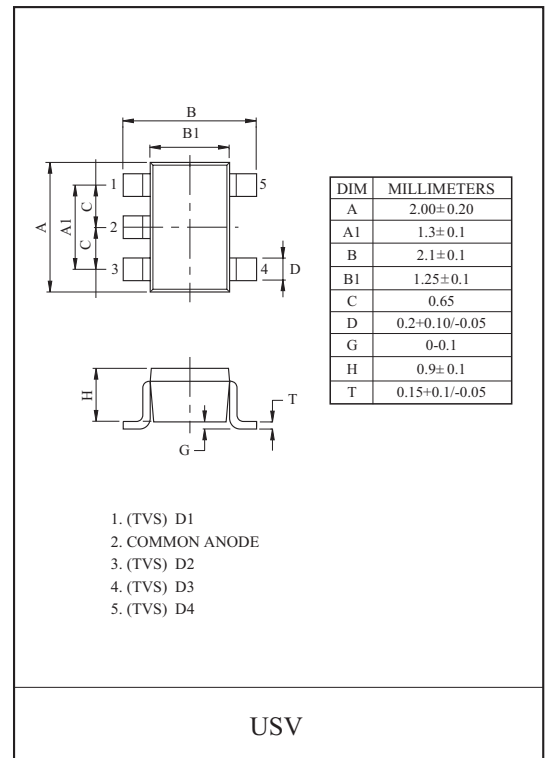 B
B1
1
5
2
3
4
A
A1
C
C
D
H
G
T
DIM MILLIMETERS
A 2.00±0.20
A1 1.3±0.1
B 2.1±0.1
B1 1.25±0.1
C 0.65
D 0.2+0.10/-0.05
G 0-0.1
H 0.9±0.1
T 0.15+0.1/-0.05
1. (TVS) D1
2. COMMON ANODE
3. (TVS) D2
4. (TVS) D3
5. (TVS) D4
USV